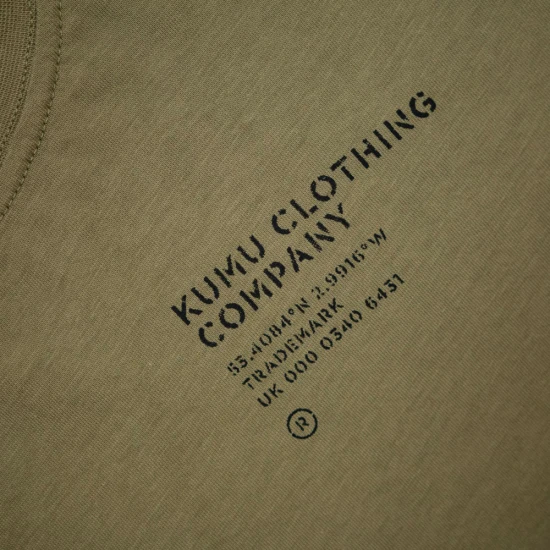 KUMU CLOTHING
COMPANY
53.4084°N 2.9916°W
TRADEMARK
UK 000 0340 6431
®